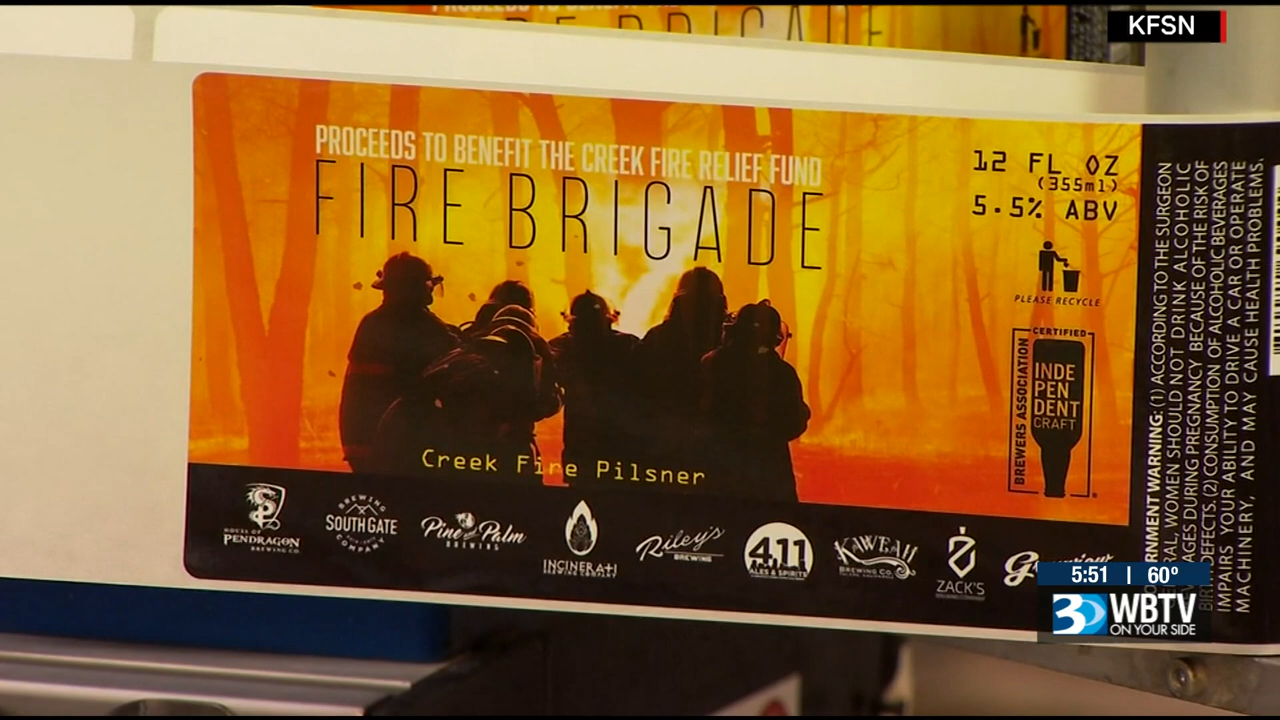 KFSN
PROCEEDS TO BENEFIT THE CREEK FIRE RELIEF FUND
FIRE BRIGADE
12 FL OZ
(355ml)
5.5% ABV
PLEASE RECYCLE
CERTIFIED
BREWERS ASSOCIATION
INDE
PEN
DENT
CRAFT
Creek Fire Pilsner
HOUSE OF
PENDRAGON
BREWING CO.
BREWING
SOUTH GATE
COMPANY
Pine & Palm
BREWING
INCINERATI
BREWING COMPANY
Riley's
BREWING
411
ALES & SPIRITS
KAWEAH
BREWING CO.
ZACK'S
RNMENT WARNING: (1) ACCORDING TO THE SURGEON
RAL, WOMEN SHOULD NOT DRINK ALCOHOLIC
AGES DURING PREGNANCY BECAUSE OF THE RISK OF
BIRTH DEFECTS. (2) CONSUMPTION OF ALCOHOLIC BEVERAGES
IMPAIRS YOUR ABILITY TO DRIVE A CAR OR OPERATE
MACHINERY, AND MAY CAUSE HEALTH PROBLEMS.
5:51 | 60°
3 WBTV
ON YOUR SIDE